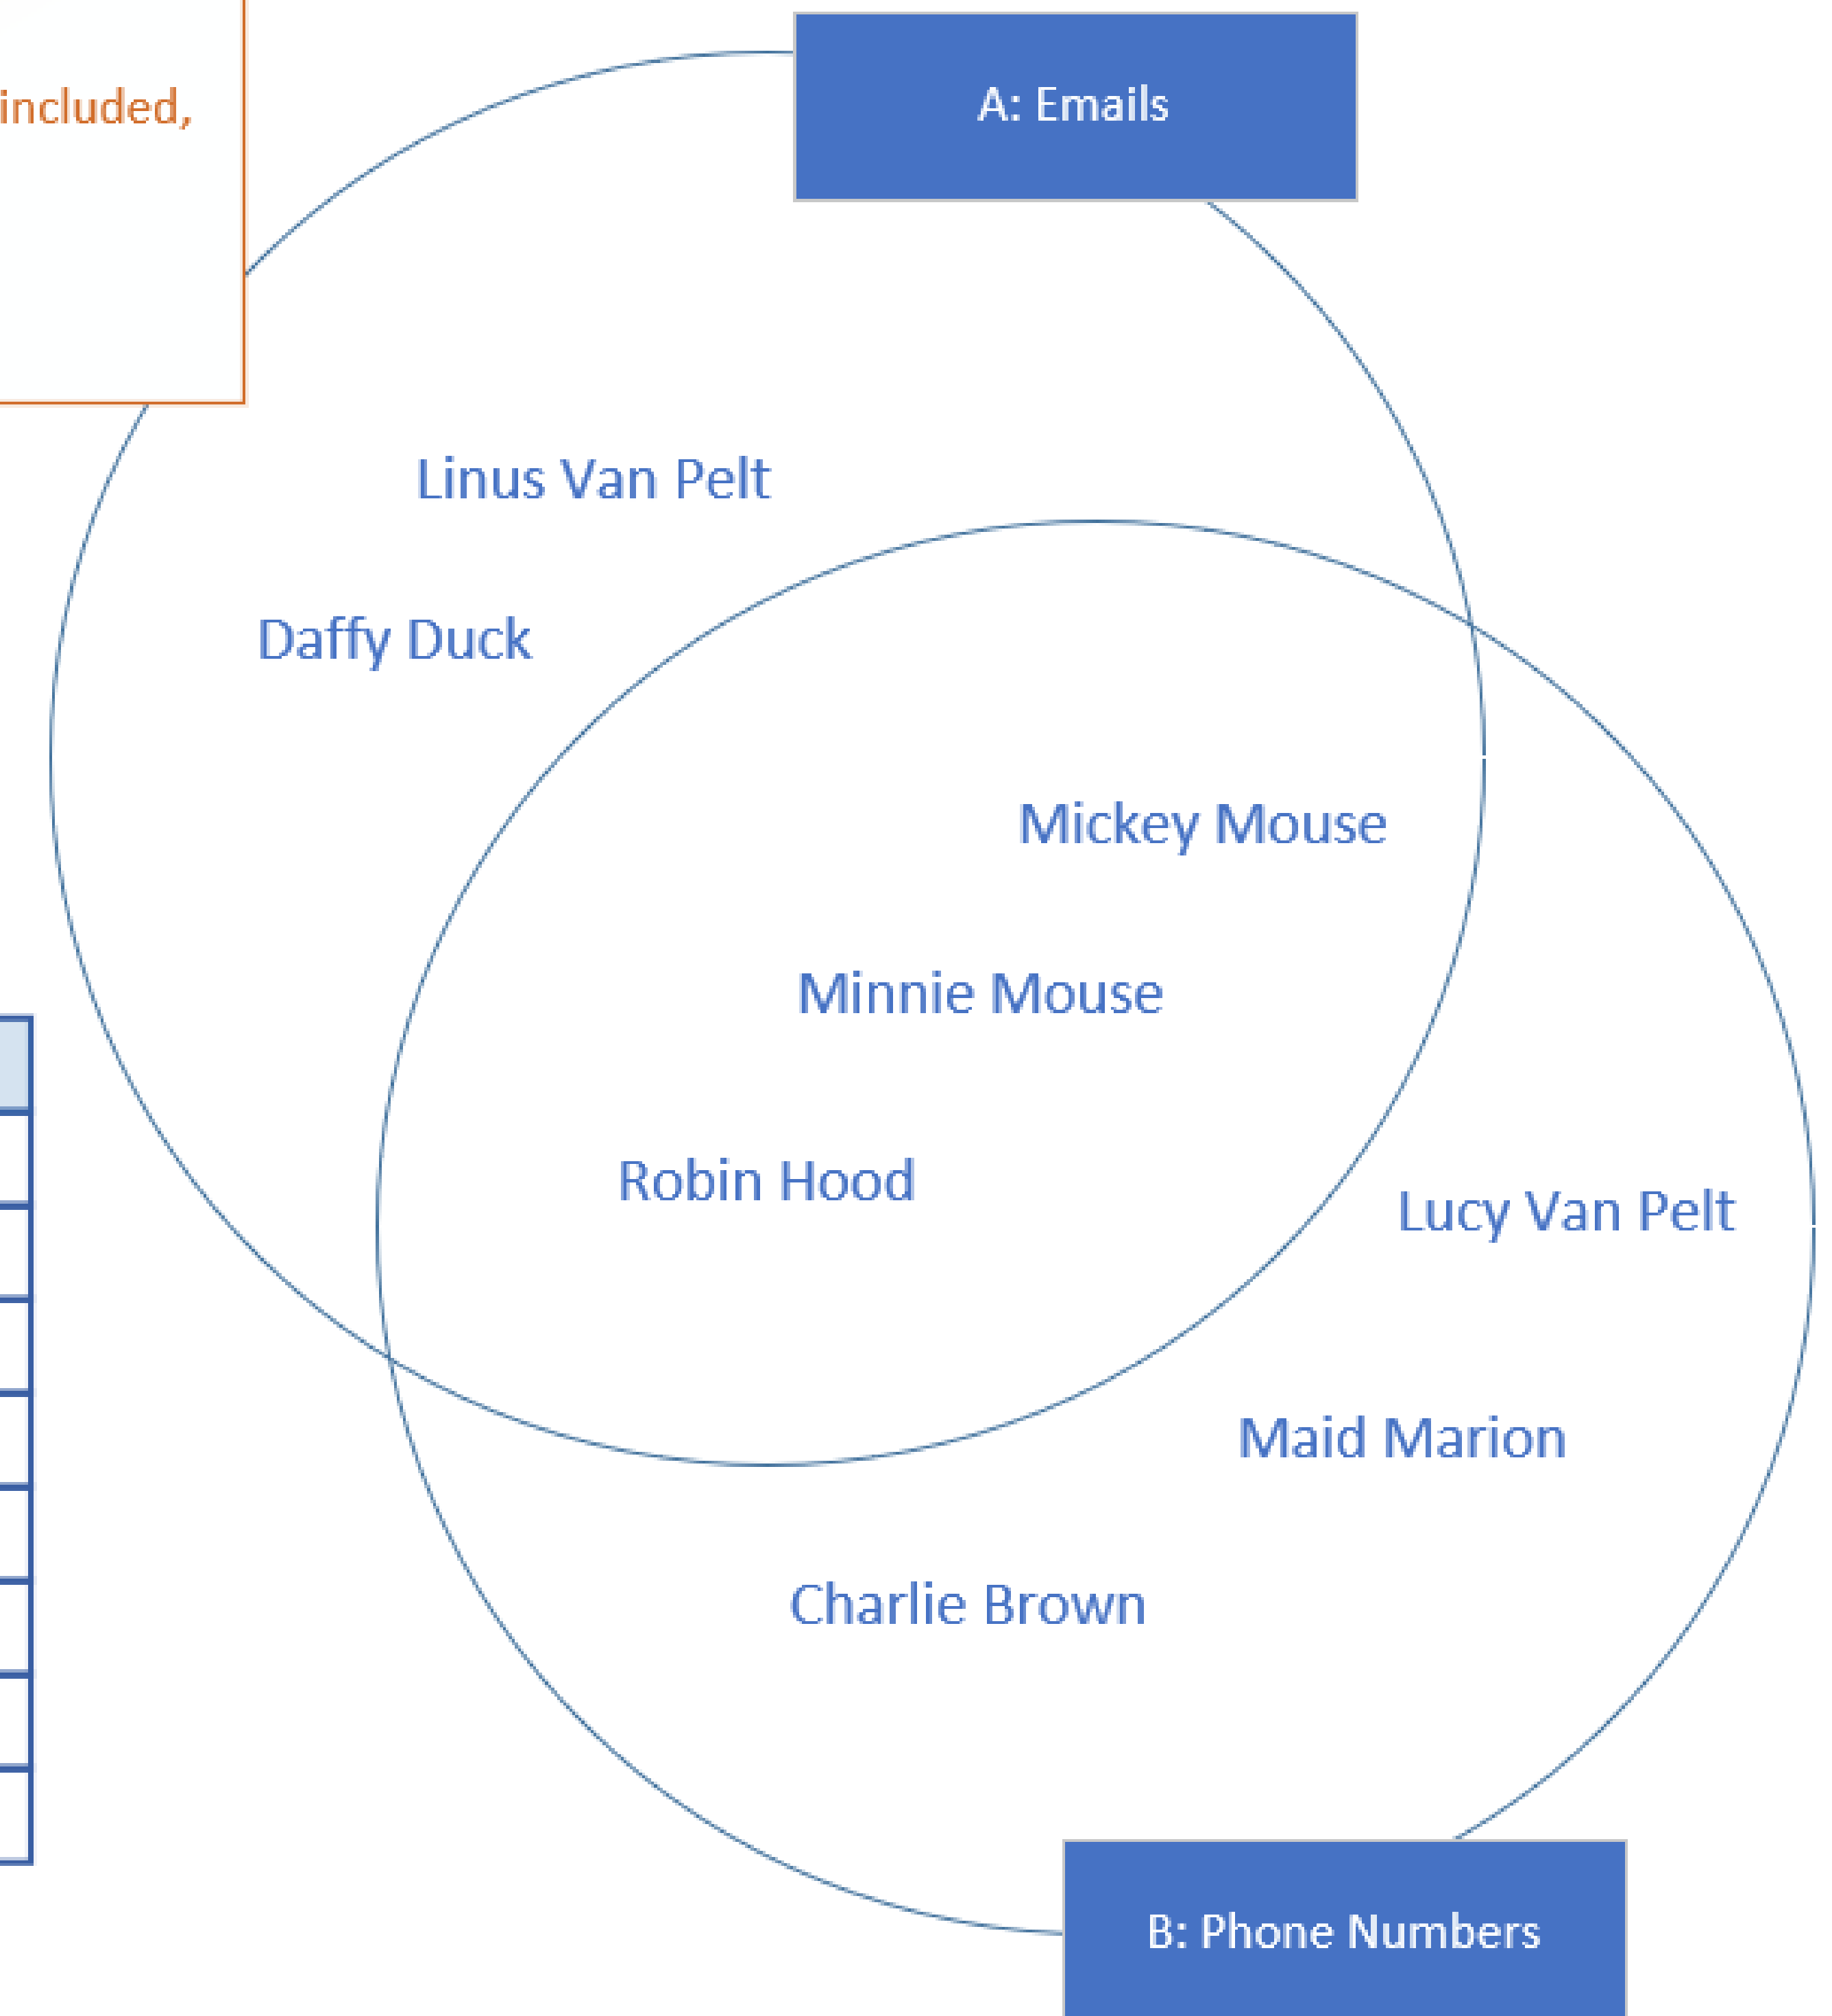 included,
A: Emails
Linus Van Pelt
Daffy Duck
Mickey Mouse
Minnie Mouse
Robin Hood
Lucy Van Pelt
Maid Marion
Charlie Brown
B: Phone Numbers